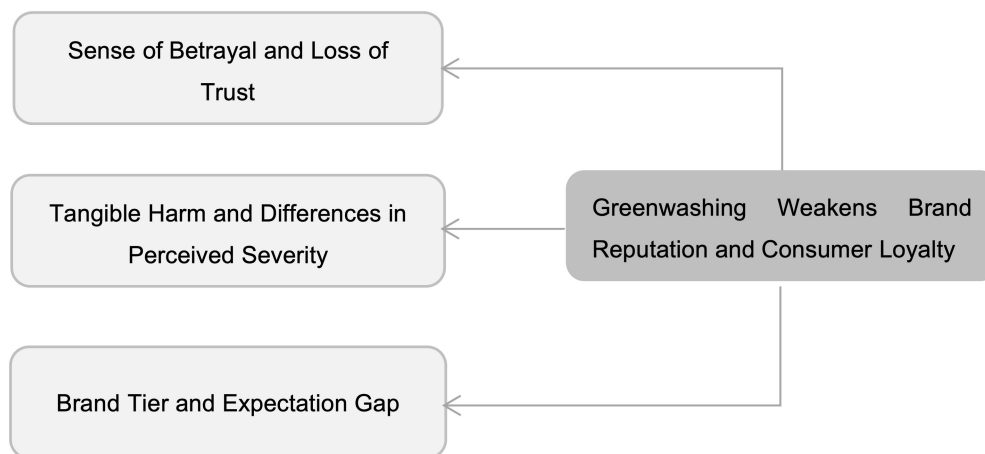 Sense of Betrayal and Loss of
Trust
Tangible Harm and Differences in
Perceived Severity
Greenwashing Weakens Brand
Reputation and Consumer Loyalty
Brand Tier and Expectation Gap